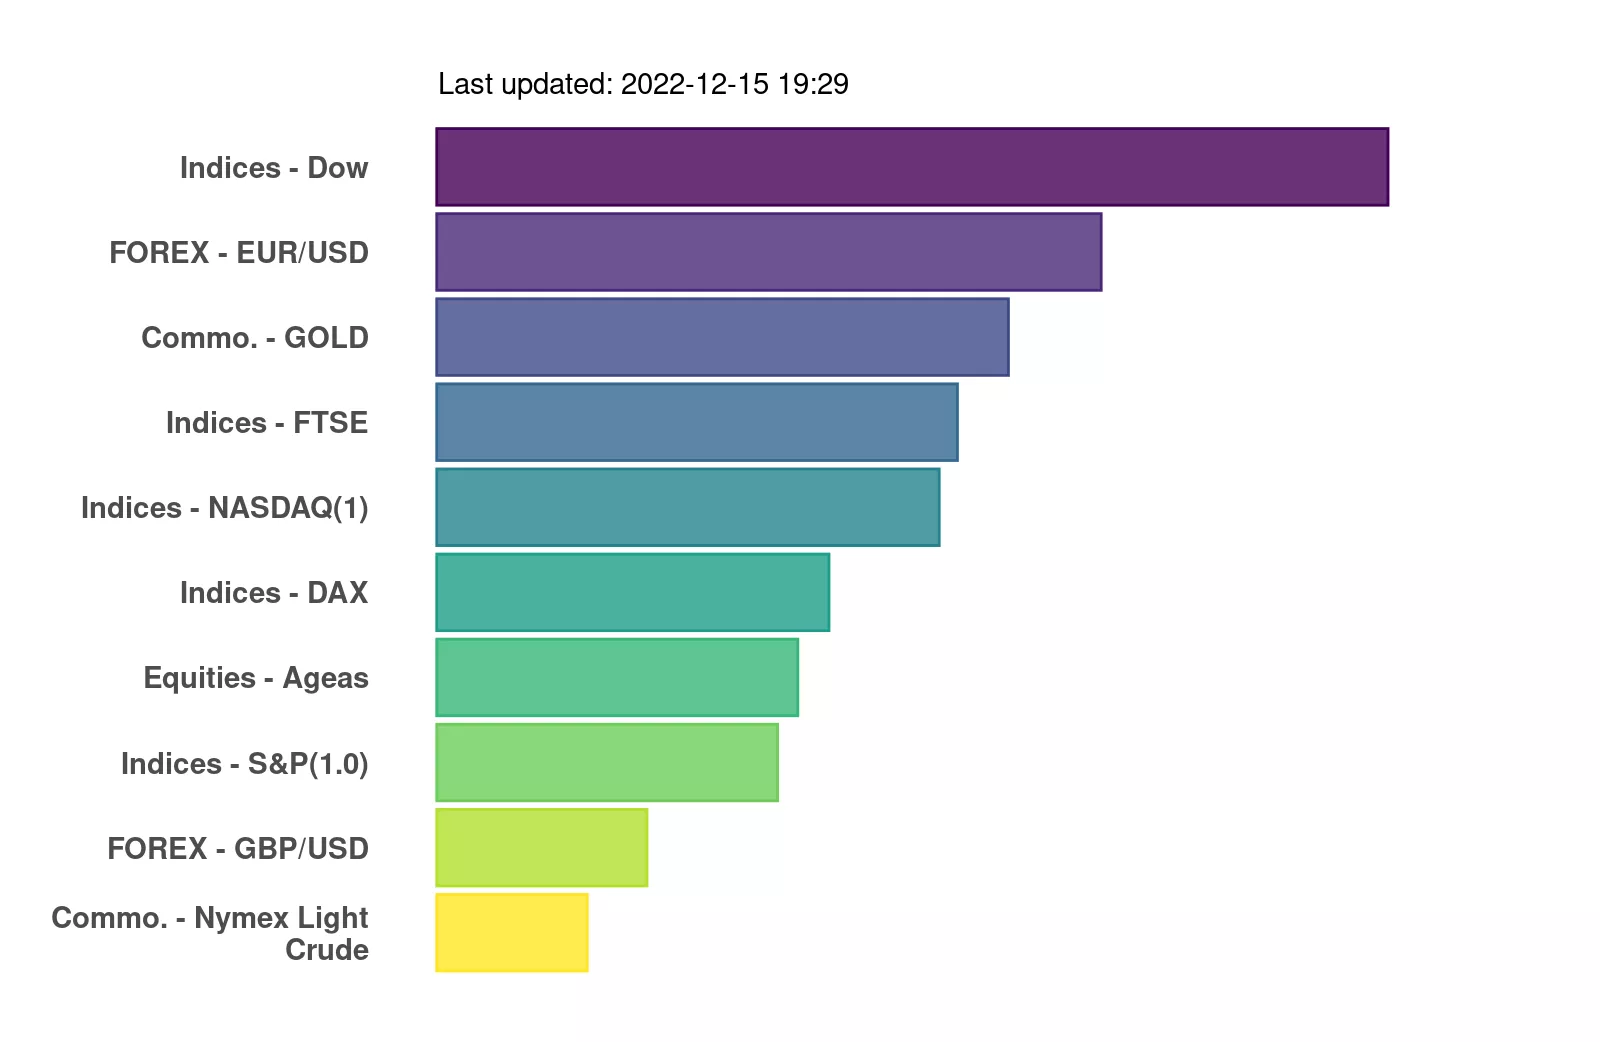 Last updated: 2022-12-15 19:29
Indices - Dow
FOREX - EUR/USD
Commo. - GOLD
Indices - FTSE
Indices - NASDAQ(1)
Indices - DAX
Equities - Ageas
Indices - S&P(1.0)
FOREX - GBP/USD
Commo. - Nymex Light
Crude